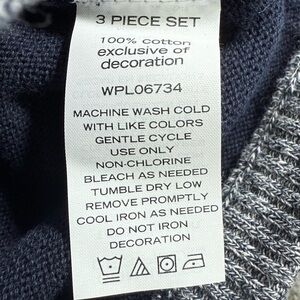 3 PIECE SET
100% cotton
exclusive of
decoration
WPL06734
MACHINE WASH COLD
WITH LIKE COLORS
GENTLE CYCLE
USE ONLY
NON-CHLORINE
BLEACH AS NEEDED
TUMBLE DRY LOW
REMOVE PROMPTLY
COOL IRON AS NEEDED
DO NOT IRON
DECORATION